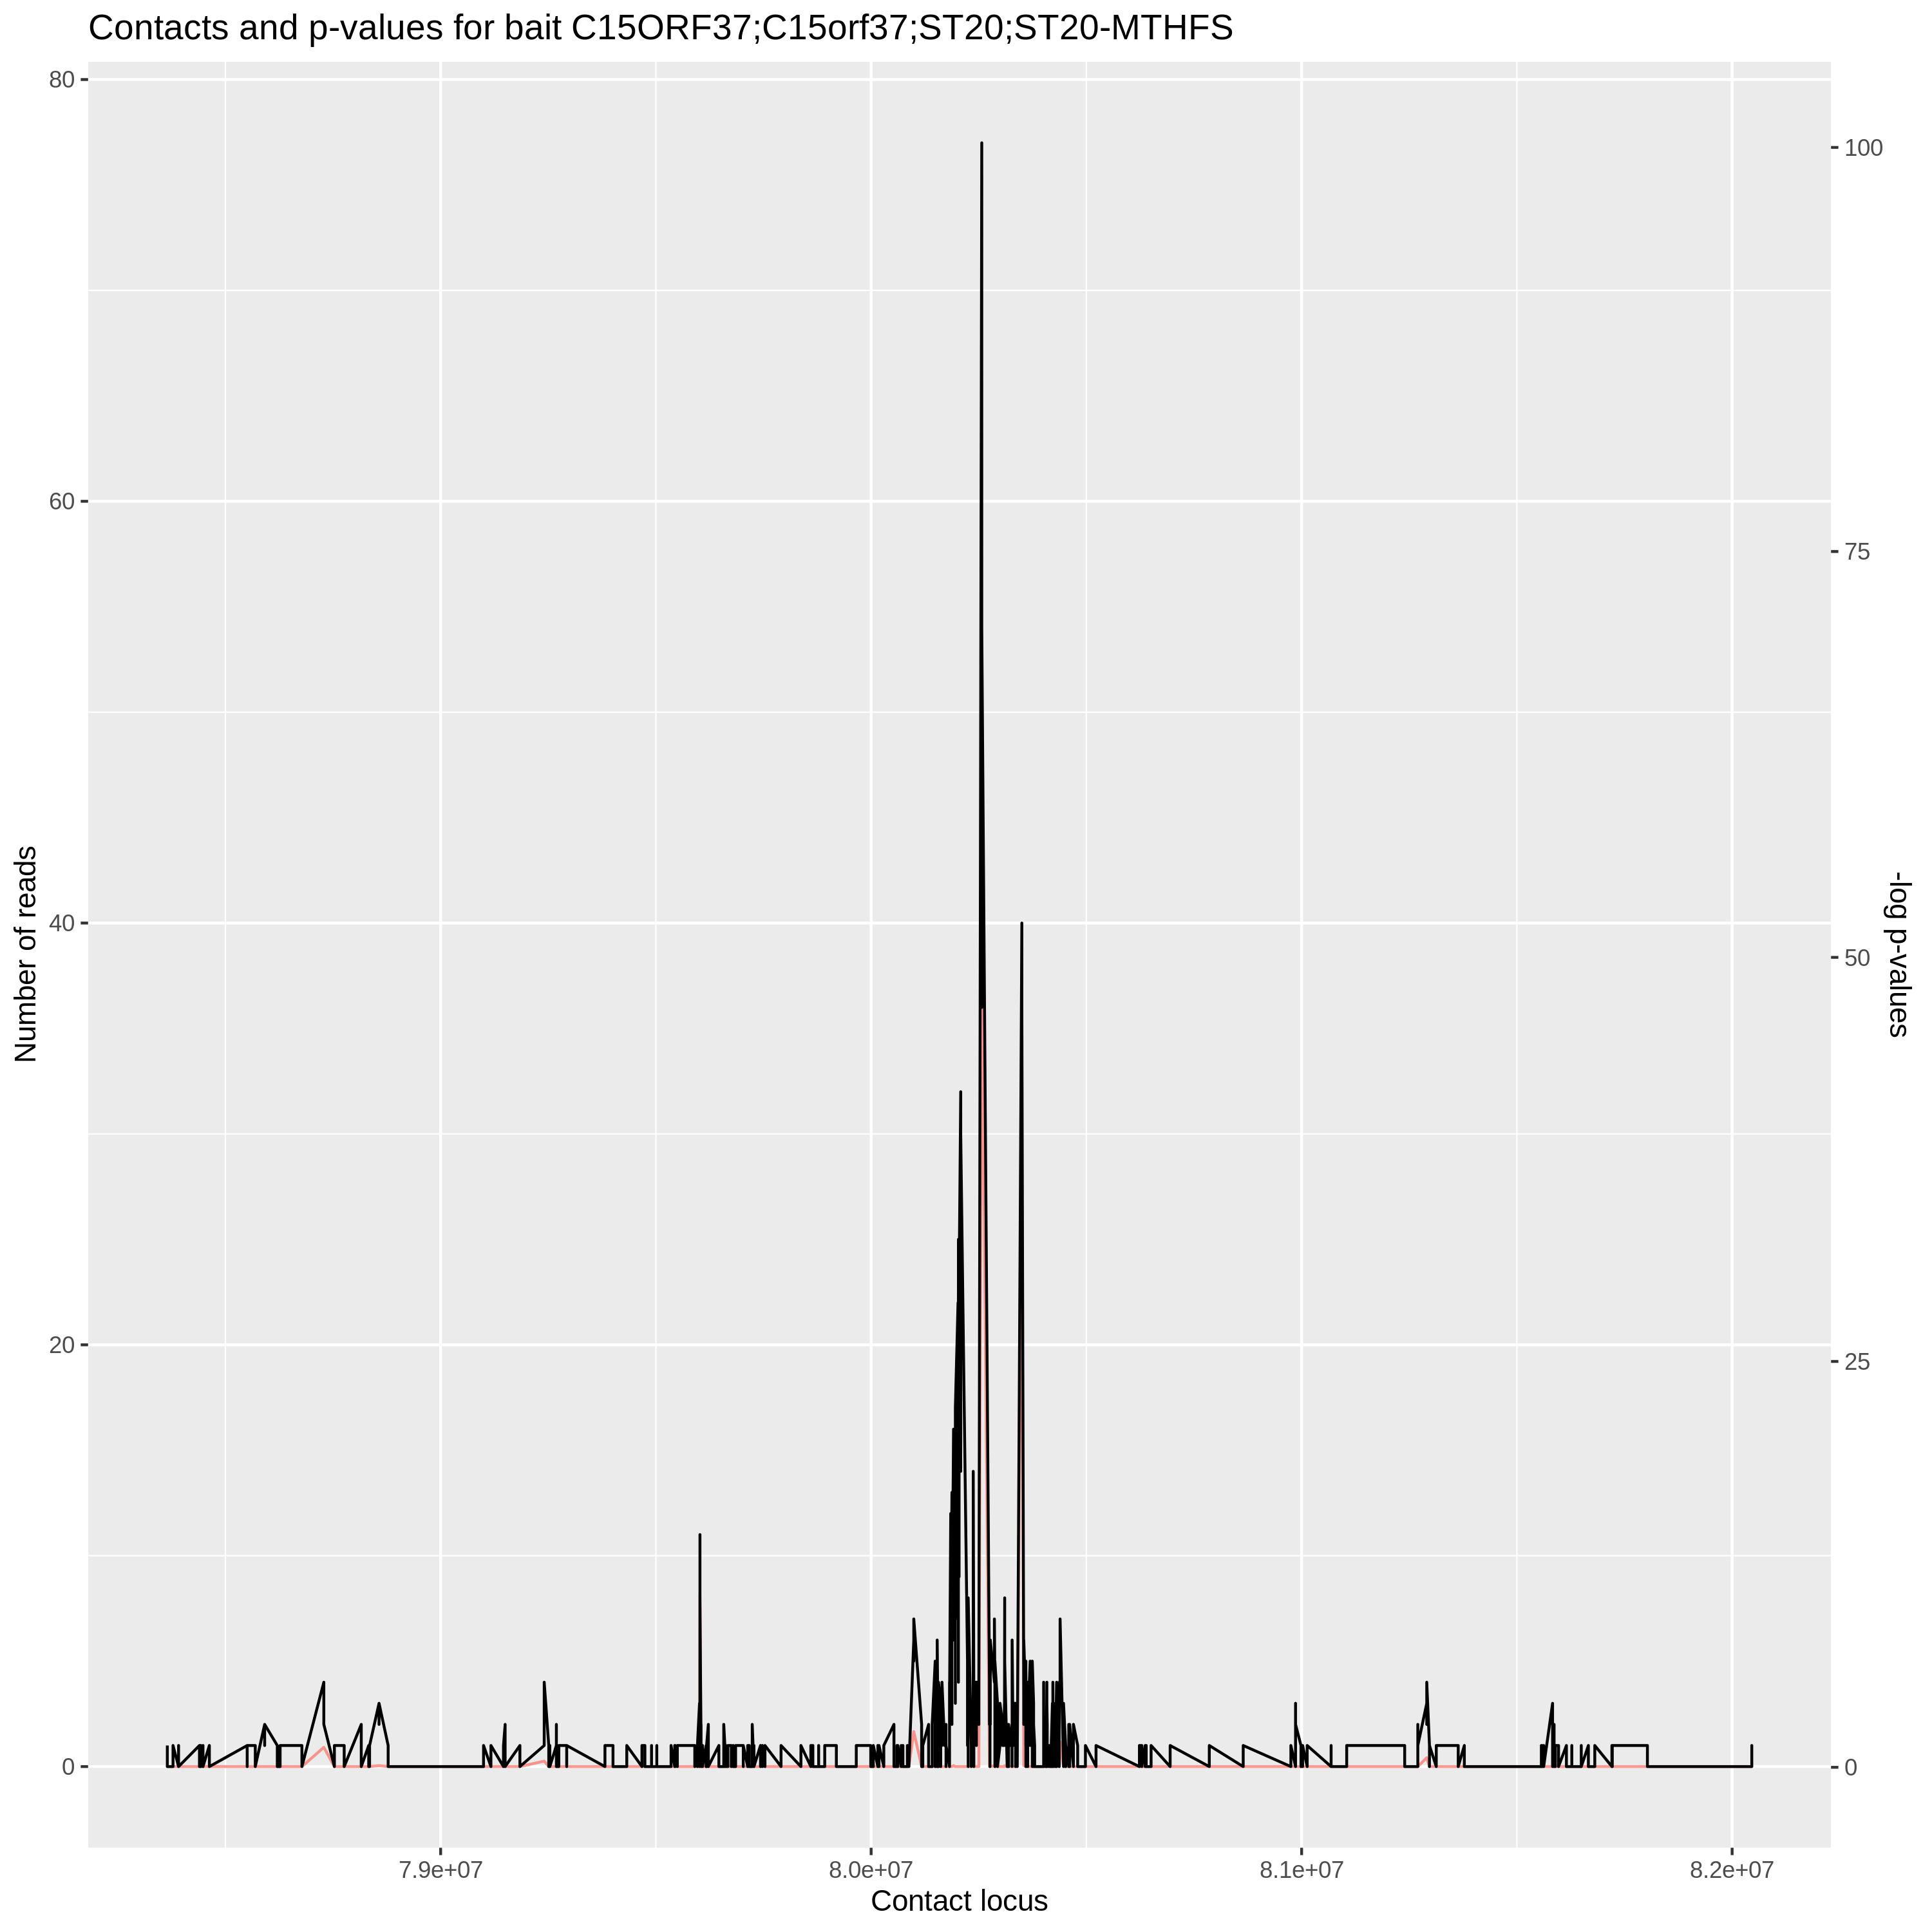 Contacts and p-values for bait C15ORF37;C15orf37;ST20;ST20-MTHFS
80
60
40
20
0
Number of reads
100
75
50
25
0
-log p-values
7.9e+07
8.0e+07
8.1e+07
8.2e+07
Contact locus